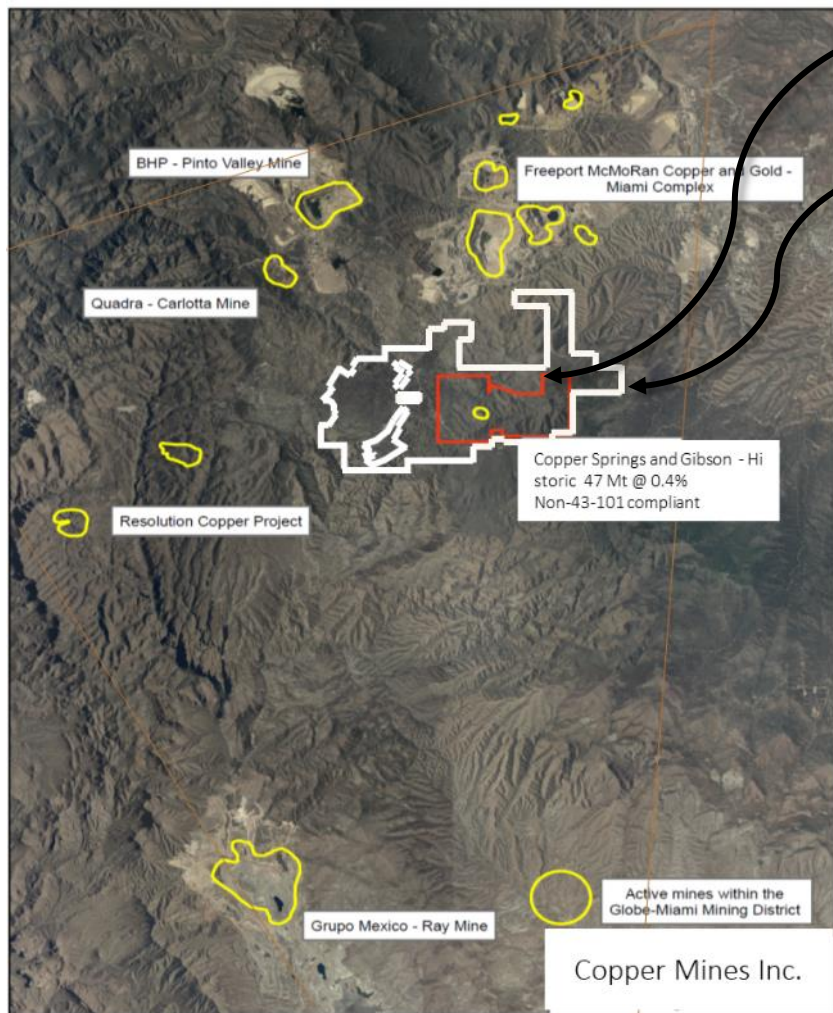 BHP - Pinto Valley Mine
Freeport McMoRan Copper and Gold -
Miami Complex
Quadra - Carlotta Mine
Copper Springs and Gibson - Hi
storic 47 Mt @ 0.4%
Non-43-101 compliant
Resolution Copper Project
Active mines within the
Globe-Miami Mining District
Grupo Mexico - Ray Mine
Copper Mines Inc.